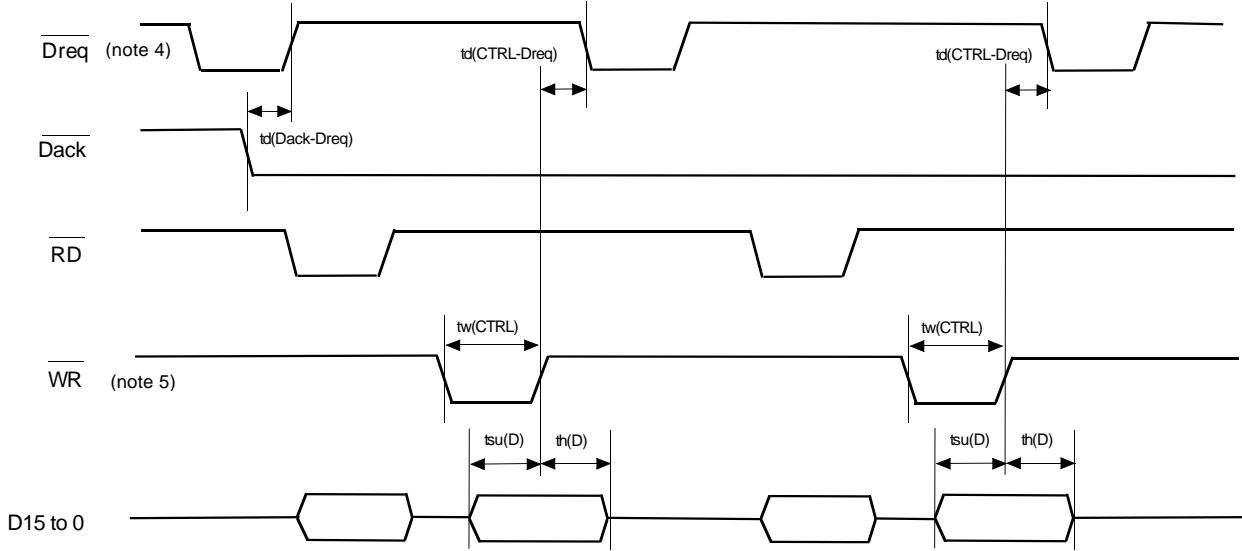 Dreq (note 4)
td(CTRL-Dreq)
td(CTRL-Dreq)
td(Dack-Dreq)
Dack
RD
tw(CTRL)
tw(CTRL)
WR (note 5)
tsu(D) th(D)
tsu(D) th(D)
D15 to 0